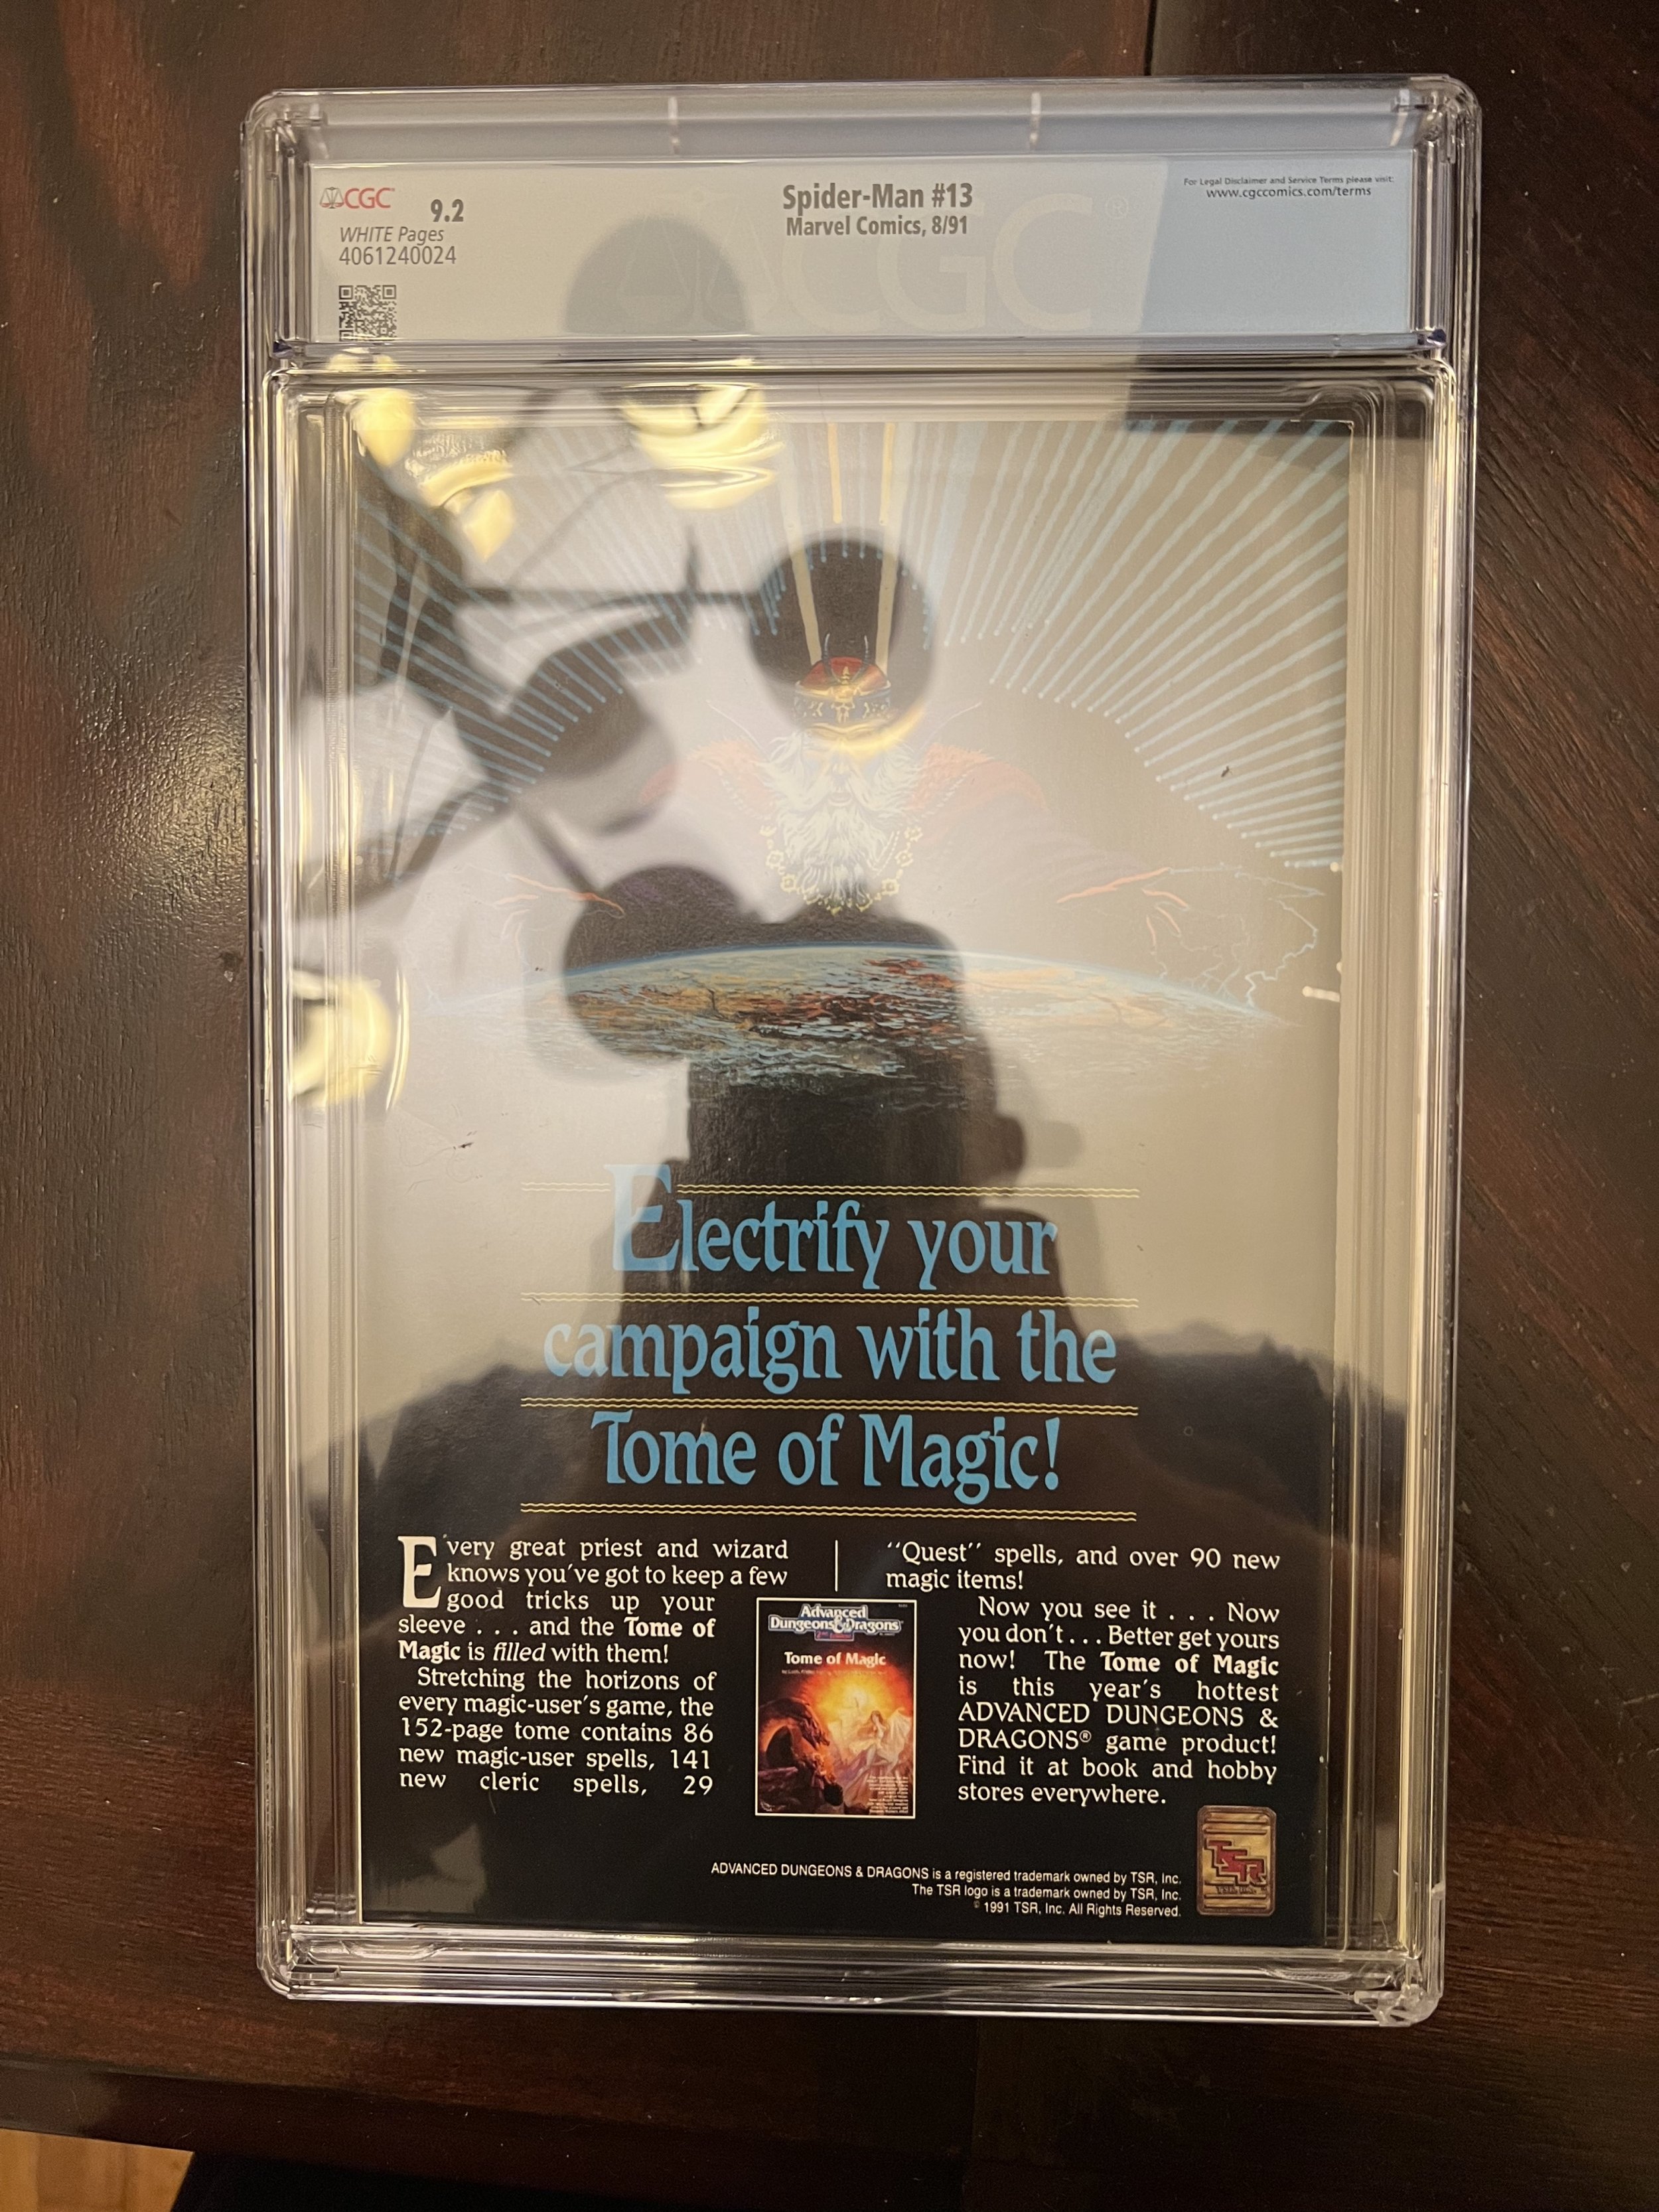 CGC
9.2
WHITE Pages
4061240024
Spider-Man #13
Marvel Comics, 8/91
For Legal Disclaimer and Service Terms please visit:
www.cgccomics.com/terms
CGC®
Electrify your
campaign with the
Tome of Magic!
Every great priest and wizard
knows you've got to keep a few
good tricks up your
sleeve . . . and the Tome of
Magic is filled with them!
Stretching the horizons of
every magic-user's game, the
152-page tome contains 86
new magic-user spells, 141
new cleric spells, 29
"Quest" spells, and over 90 new
magic items!
Now you see it . . . Now
you don't . . . Better get yours
now! The Tome of Magic
is this year's hottest
ADVANCED DUNGEONS &
DRAGONS® game product!
Find it at book and hobby
stores everywhere.
Advanced
Dungeons & Dragons
Tome of Magic
TSR
ADVANCED DUNGEONS & DRAGONS is a registered trademark owned by TSR, Inc.
The TSR logo is a trademark owned by TSR, Inc.
© 1991 TSR, Inc. All Rights Reserved.